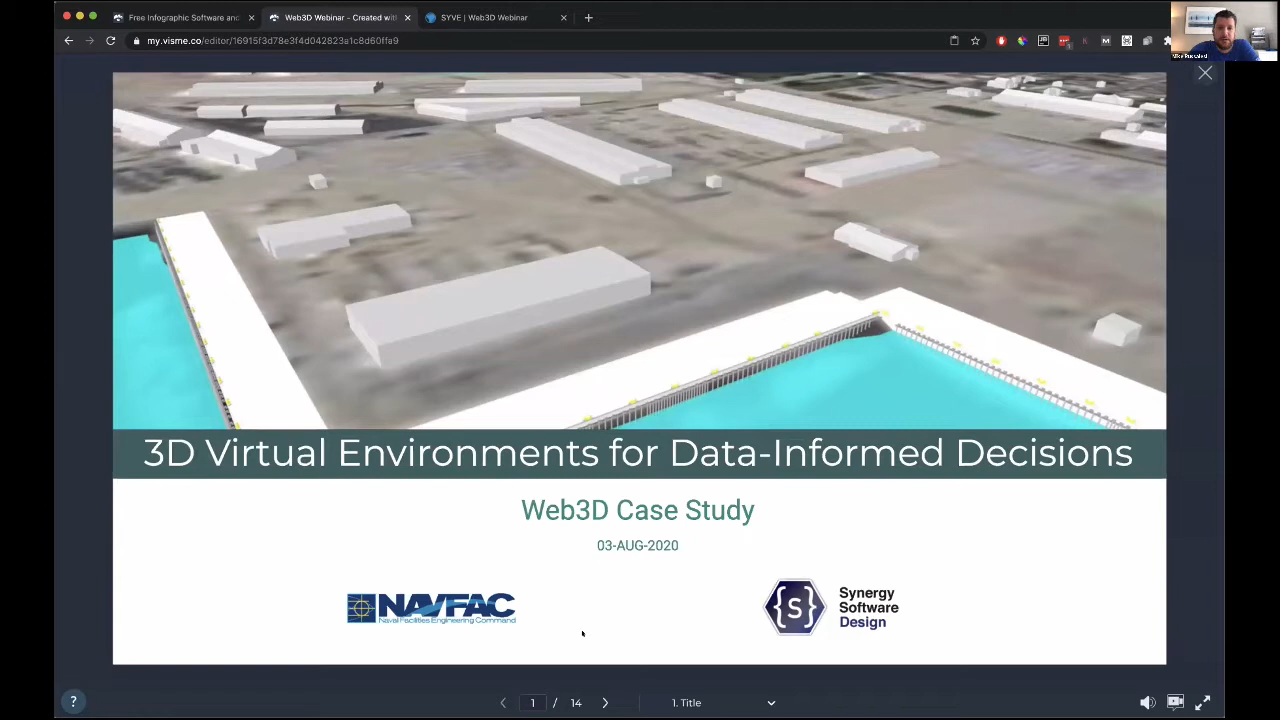 Free Infographic Software and
Web3D Webinar - Created with
SYVE | Web3D Webinar
my.visme.co/editor/16915f3d78e3f4d042823a1c8d60ffa9
3D Virtual Environments for Data-Informed Decisions
Web3D Case Study
03-AUG-2020
NAVFAC
Naval Facilities Engineering Command
{S}
Synergy
Software
Design
?
1 / 14
1. Title